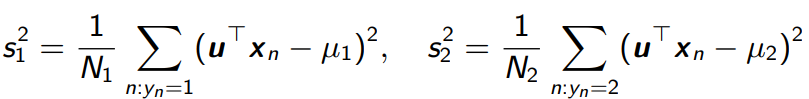 $s_1^2 = \frac{1}{N_1} \sum_{n:y_n=1} (\boldsymbol{u}^\top \boldsymbol{x}_n - \mu_1)^2, \quad s_2^2 = \frac{1}{N_2} \sum_{n:y_n=2} (\boldsymbol{u}^\top \boldsymbol{x}_n - \mu_2)^2$